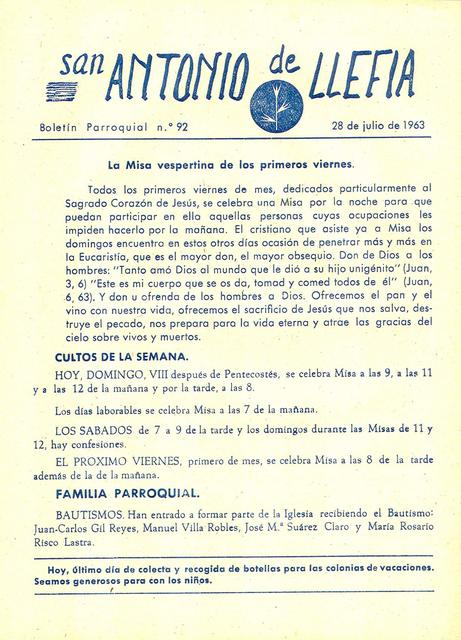 san ANTONIO de LLEFIA
Boletín Parroquial n.º 92 28 de julio de 1963
La Misa vespertina de los primeros viernes.
Todos los primeros viernes de mes, dedicados particularmente al
Sagrado Corazón de Jesús, se celebra una Misa por la noche para que
puedan participar en ella aquellas personas cuyas ocupaciones les
impiden hacerlo por la mañana. El cristiano que asiste ya a Misa los
domingos encuentra en estos otros días ocasión de penetrar más y más en
la Eucaristía, que es el mayor don, el mayor obsequio. Don de Dios a los
hombres: "Tanto amó Dios al mundo que le dió a su hijo unigénito" (Juan,
3, 6) "Este es mi cuerpo que se os da, tomad y comed todos de él" (Juan,
6, 63). Y don u ofrenda de los hombres a Dios. Ofrecemos el pan y el
vino con nuestra vida, ofrecemos el sacrificio de Jesús que nos salva, des-
truye el pecado, nos prepara para la vida eterna y atrae las gracias del
cielo sobre vivos y muertos.
CULTOS DE LA SEMANA.
HOY, DOMINGO, VIII después de Pentecostés, se celebra Misa a las 9, a las 11
y a las 12 de la mañana y por la tarde, a las 8.
Los días laborables se celebra Misa a las 7 de la mañana.
LOS SABADOS de 7 a 9 de la tarde y los domingos durante las Misas de 11 y
12, hay confesiones.
EL PROXIMO VIERNES, primero de mes, se celebra Misa a las 8 de la tarde
además de la de la mañana.
FAMILIA PARROQUIAL.
BAUTISMOS. Han entrado a formar parte de la Iglesia recibiendo el Bautismo:
Juan-Carlos Gil Reyes, Manuel Villa Robles, José M.ª Suárez Claro y María Rosario
Risco Lastra.
Hoy, último día de colecta y recogida de botellas para las colonias de vacaciones.
Seamos generosos para con los niños.